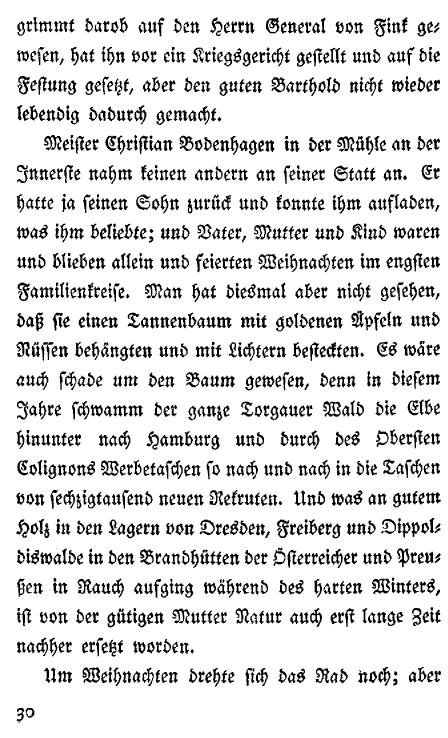 grimmt darob auf den Herrn General von Fink ge⸗
wesen, hat ihn vor ein Kriegsgericht gestellt und auf die
Festung gesetzt, aber den guten Barthold nicht wieder
lebendig dadurch gemacht.
Meister Christian Bodenhagen in der Mühle an der
Innerste nahm keinen andern an seiner Statt an. Er
hatte ja seinen Sohn zurück und konnte ihm aufladen,
was ihm beliebte; und Vater, Mutter und Kind waren
und blieben allein und feierten Weihnachten im engsten
Familienkreise. Man hat diesmal aber nicht gesehen,
daß sie einen Tannenbaum mit goldenen Äpfeln und
Nüssen behängten und mit Lichtern besteckten. Es wäre
auch schade um den Baum gewesen, denn in diesem
Jahre schwamm der ganze Torgauer Wald die Elbe
hinunter nach Hamburg und durch des Obersten
Colignons Werbetaschen so nach und nach in die Taschen
von sechzigtausend neuen Rekruten. Und was an gutem
Holz in den Lagern von Dresden, Freiberg und Dippol⸗
diswalde in den Brandhütten der Österreicher und Preu⸗
ßen in Rauch aufging während des harten Winters,
ist von der gütigen Mutter Natur auch erst lange Zeit
nachher ersetzt worden.
Um Weihnachten drehte sich das Rad noch; aber
30